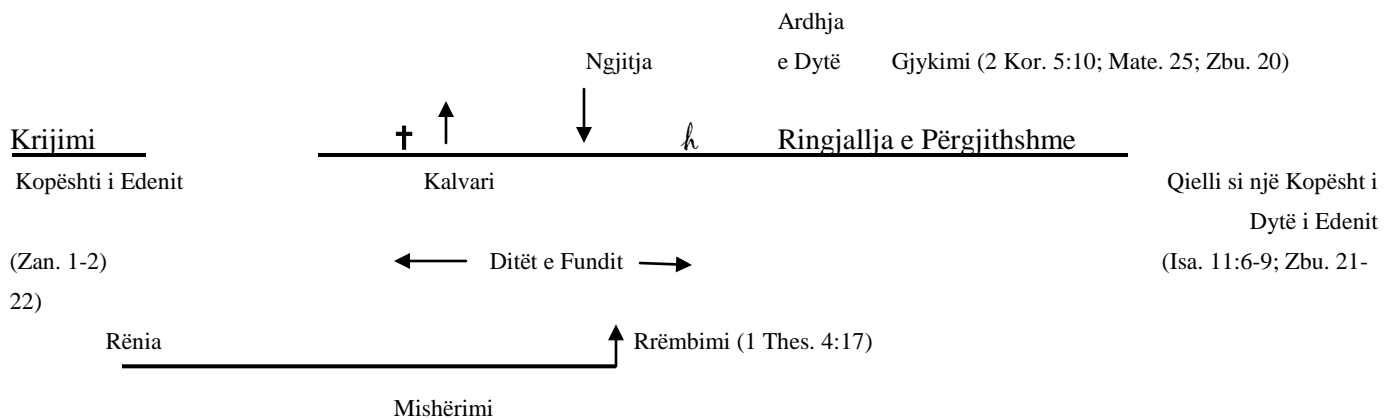 Ardhja
Ngjitja e Dytë Gjykimi (2 Kor. 5:10; Mate. 25; Zbu. 20)
Krijimi ✝ h Ringjallja e Përgjithshme
Kopështi i Edenit Kalvari Qielli si një Kopësht i
Dytë i Edenit
(Zan. 1-2) Ditët e Fundit (Isa. 11:6-9; Zbu. 21-
22)
Rënia Rrëmbimi (1 Thes. 4:17)
Mishërimi